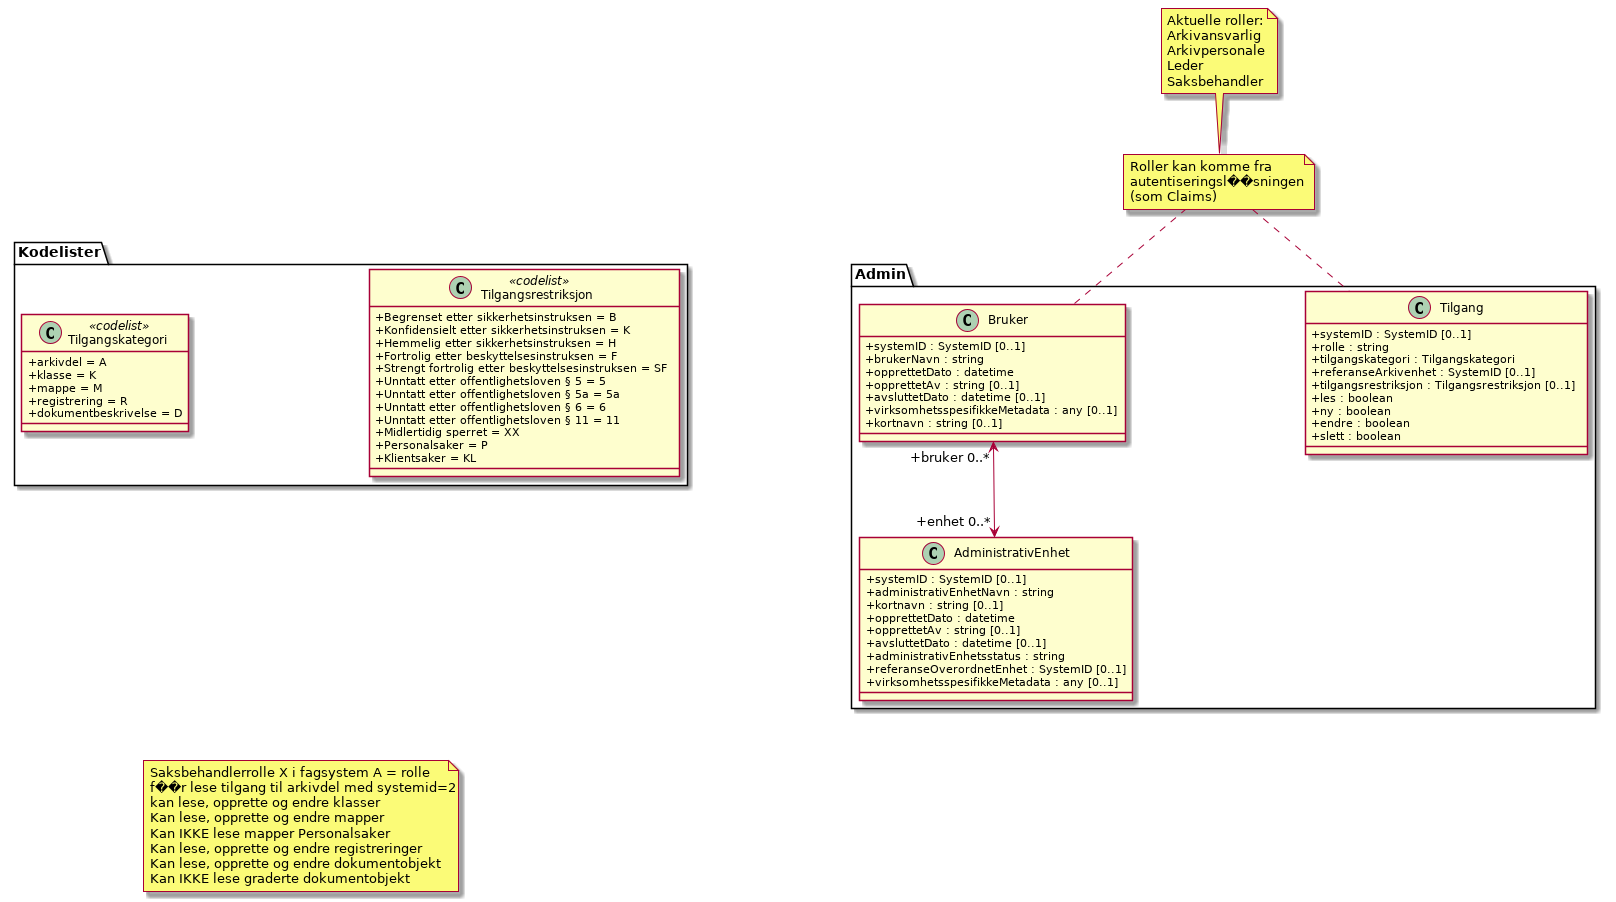 Aktuelle roller:
Arkivansvarlig
Arkivpersonale
Leder
Saksbehandler
Roller kan komme fra
autentiseringsl��sningen
(som Claims)
Kodelister
«codelist»
Tilgangskategori
+arkivdel = A
+klasse = K
+mappe = M
+registrering = R
+dokumentbeskrivelse = D
«codelist»
Tilgangsrestriksjon
+Begrenset etter sikkerhetsinstruksen = B
+Konfidensielt etter sikkerhetsinstruksen = K
+Hemmelig etter sikkerhetsinstruksen = H
+Fortrolig etter beskyttelsesinstruksen = F
+Strengt fortrolig etter beskyttelsesinstruksen = SF
+Unntatt etter offentlighetsloven § 5 = 5
+Unntatt etter offentlighetsloven § 5a = 5a
+Unntatt etter offentlighetsloven § 6 = 6
+Unntatt etter offentlighetsloven § 11 = 11
+Midlertidig sperret = XX
+Personalsaker = P
+Klientsaker = KL
Admin
C Bruker
+systemID : SystemID [0..1]
+brukerNavn : string
+opprettetDato : datetime
+opprettetAv : string [0..1]
+avsluttetDato : datetime [0..1]
+virksomhetsspesifikkeMetadata : any [0..1]
+kortnavn : string [0..1]
C Tilgang
+systemID : SystemID [0..1]
+rolle : string
+tilgangskategori : Tilgangskategori
+referanseArkivenhet : SystemID [0..1]
+tilgangsrestriksjon : Tilgangsrestriksjon [0..1]
+les : boolean
+ny : boolean
+endre : boolean
+slett : boolean
+bruker 0..*
+enhet 0..*
C AdministrativEnhet
+systemID : SystemID [0..1]
+administrativEnhetNavn : string
+kortnavn : string [0..1]
+opprettetDato : datetime
+opprettetAv : string [0..1]
+avsluttetDato : datetime [0..1]
+administrativEnhetsstatus : string
+referanseOverordnetEnhet : SystemID [0..1]
+virksomhetsspesifikkeMetadata : any [0..1]
Saksbehandlerrolle X i fagsystem A = rolle
f��r lese tilgang til arkivdel med systemid=2
kan lese, opprette og endre klasser
Kan lese, opprette og endre mapper
Kan IKKE lese mapper Personalsaker
Kan lese, opprette og endre registreringer
Kan lese, opprette og endre dokumentobjekt
Kan IKKE lese graderte dokumentobjekt